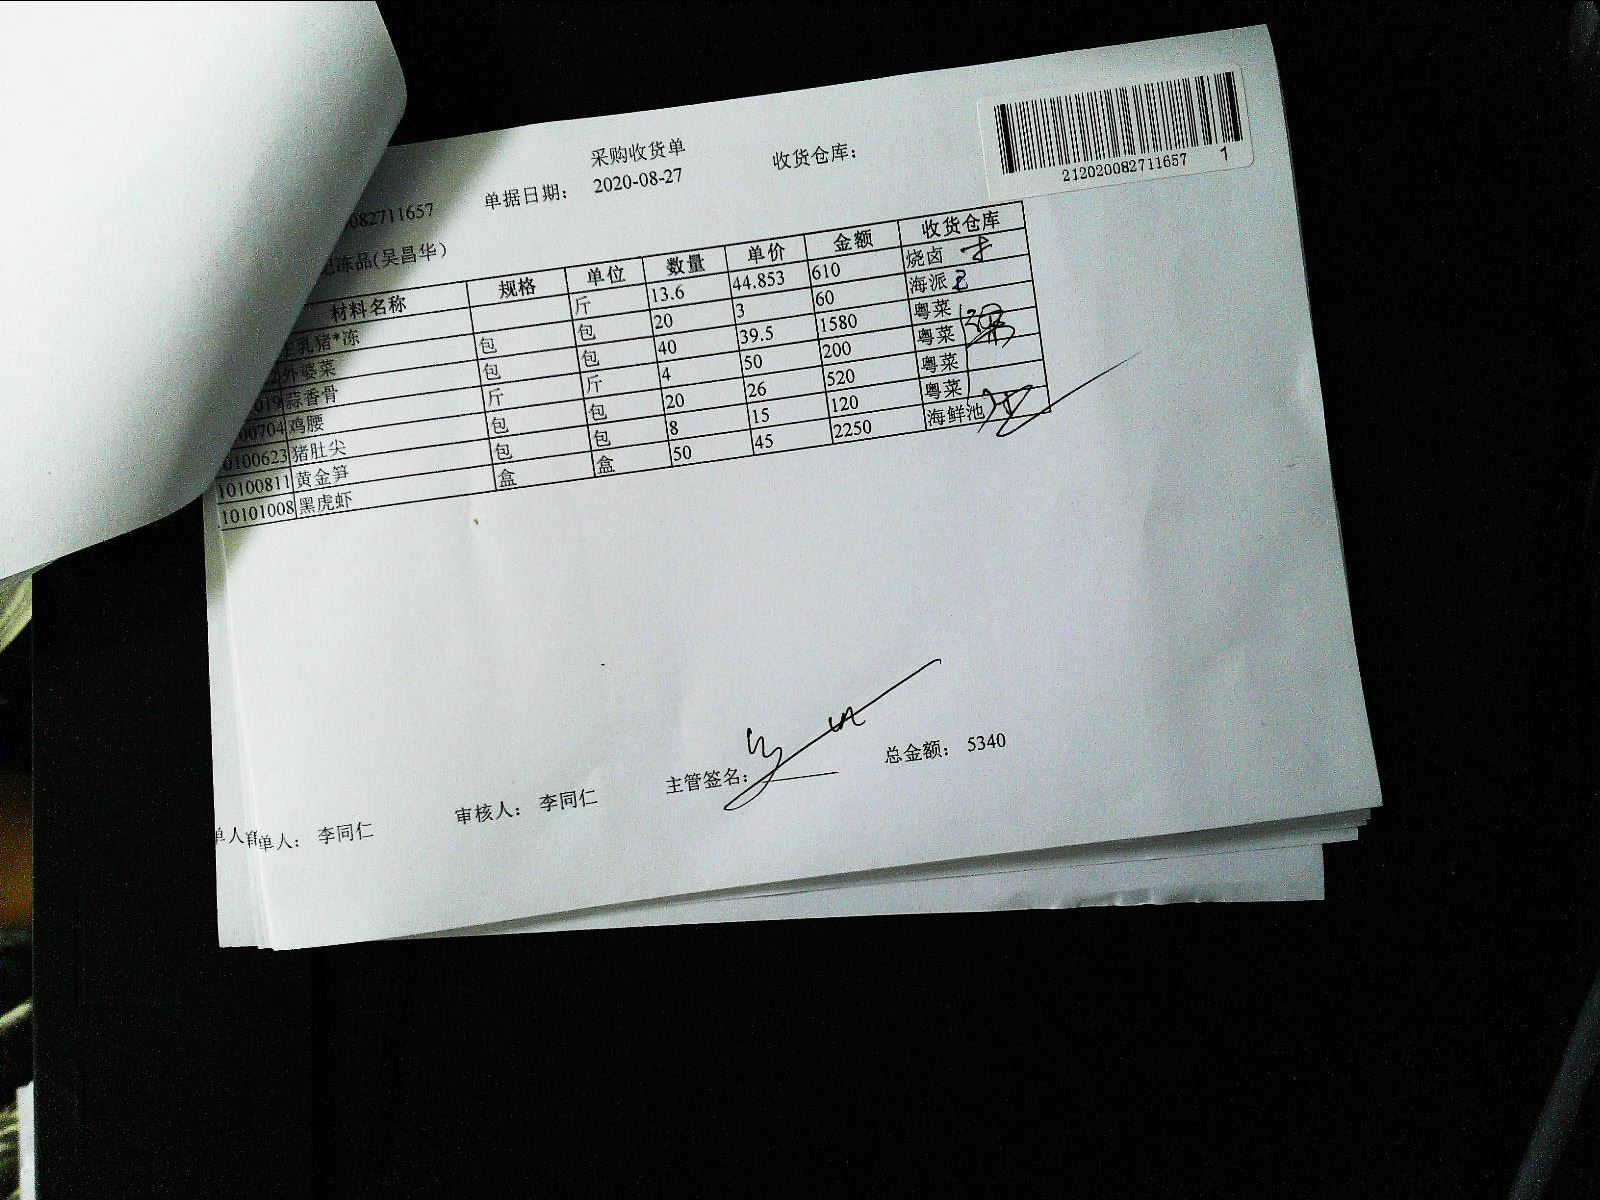 212020082711657 1
采购收货单
082711657 单据日期： 2020-08-27 收货仓库：
冻品(吴昌华)
材料名称 规格 单位 数量 单价 金额 收货仓库
乳猪*冻 斤 13.6 44.853 610 烧卤
外婆菜 包 包 20 3 60 海派
019 蒜香骨 包 包 40 39.5 1580 粤菜
00704 鸡腰 斤 斤 4 50 200 粤菜
0100623 猪肚尖 包 包 20 26 520 粤菜
10100811 黄金笋 包 包 8 15 120 粤菜
10101008 黑虎虾 盒 盒 50 45 2250 海鲜池
单人： 李同仁 审核人： 李同仁 主管签名： 总金额： 5340